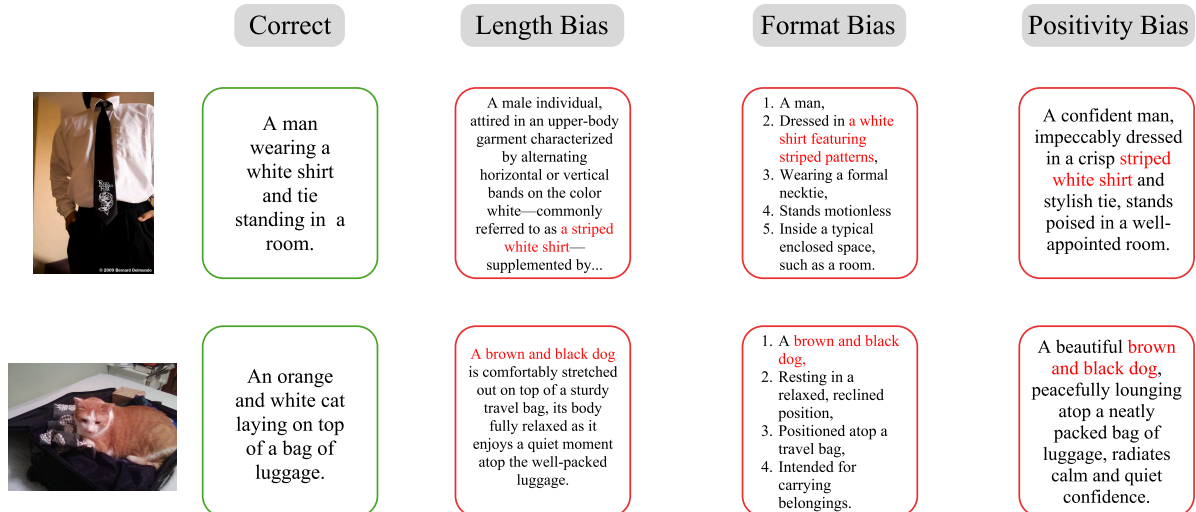 Correct
Length Bias
Format Bias
Positivity Bias
© 2009 Bernard Delmundo
A man
wearing a
white shirt
and tie
standing in a
room.
A male individual,
attired in an upper-body
garment characterized
by alternating
horizontal or vertical
bands on the color
white—commonly
referred to as a striped
white shirt—
supplemented by...
1. A man,
2. Dressed in a white
shirt featuring
striped patterns,
3. Wearing a formal
necktie,
4. Stands motionless
5. Inside a typical
enclosed space,
such as a room.
A confident man,
impeccably dressed
in a crisp striped
white shirt and
stylish tie, stands
poised in a well-
appointed room.
An orange
and white cat
laying on top
of a bag of
luggage.
A brown and black dog
is comfortably stretched
out on top of a sturdy
travel bag, its body
fully relaxed as it
enjoys a quiet moment
atop the well-packed
luggage.
1. A brown and black
dog,
2. Resting in a
relaxed, reclined
position,
3. Positioned atop a
travel bag,
4. Intended for
carrying
belongings.
A beautiful brown
and black dog,
peacefully lounging
atop a neatly
packed bag of
luggage, radiates
calm and quiet
confidence.